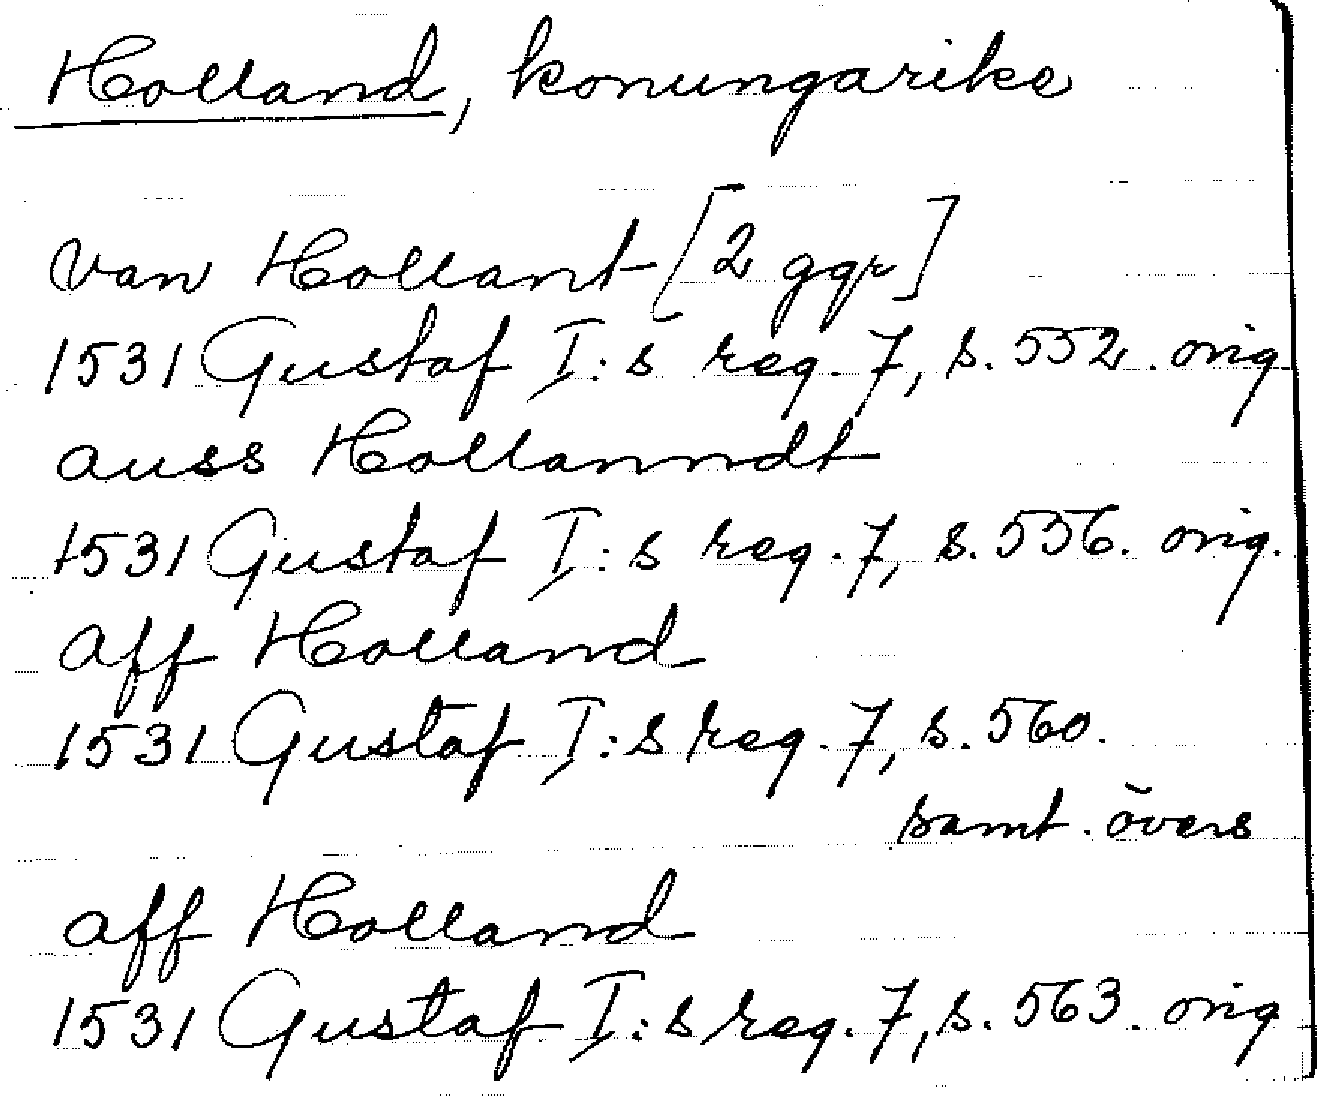 Holland, konungarike
van Hollant [2 ggr]
1531 Gustaf I:s reg. 7, s. 552. orig
auss Hollanndt
1531 Gustaf I:s reg. 7, s. 556. orig.
aff Holland
1531 Gustaf I:s reg. 7, s. 560.
samt. övers
aff Holland
1531 Gustaf I:s reg. 7, s. 563. orig